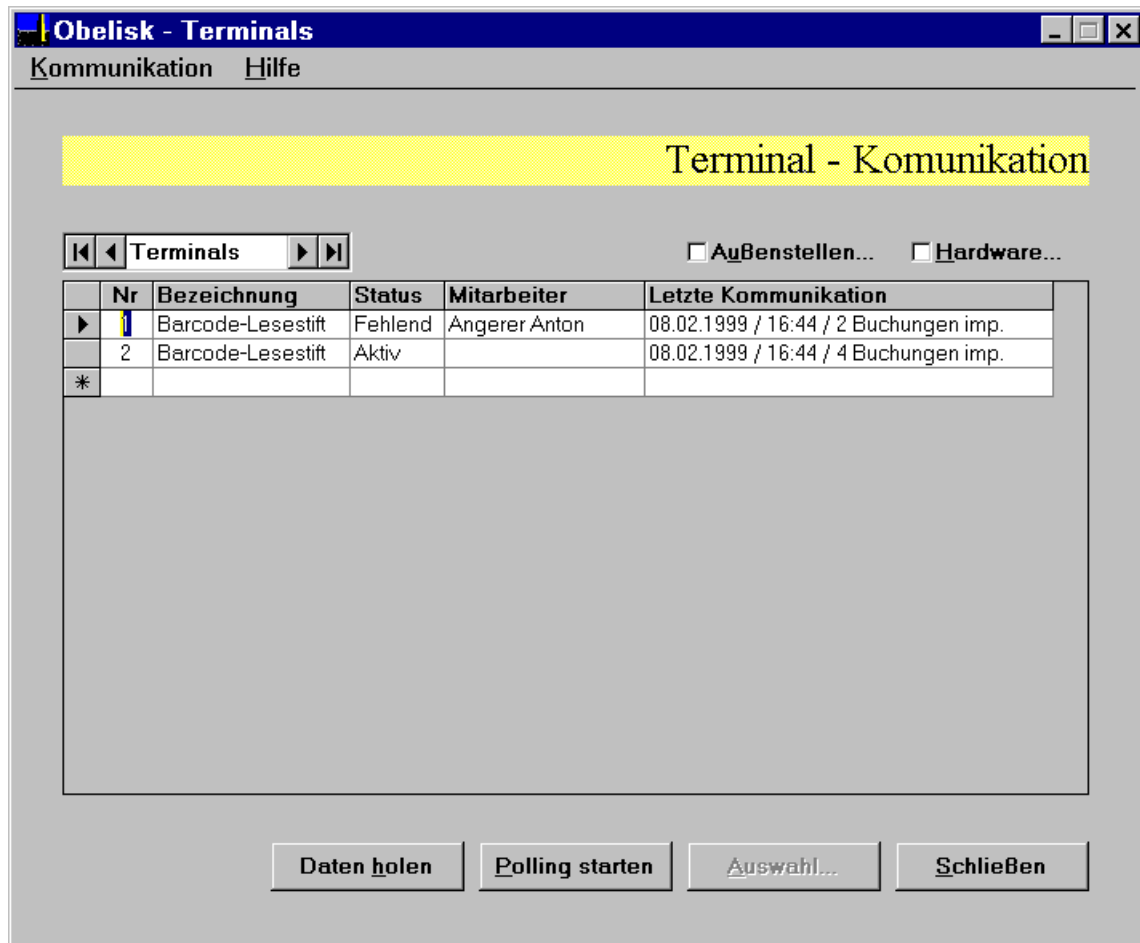 Obelisk - Terminals
Kommunikation Hilfe
Terminal - Komunikation
Terminals Außenstellen... Hardware...
Nr Bezeichnung Status Mitarbeiter Letzte Kommunikation
1 Barcode-Lesestift Fehlend Angerer Anton 08.02.1999 / 16:44 / 2 Buchungen imp.
2 Barcode-Lesestift Aktiv 08.02.1999 / 16:44 / 4 Buchungen imp.
Daten holen Polling starten Auswahl... Schließen